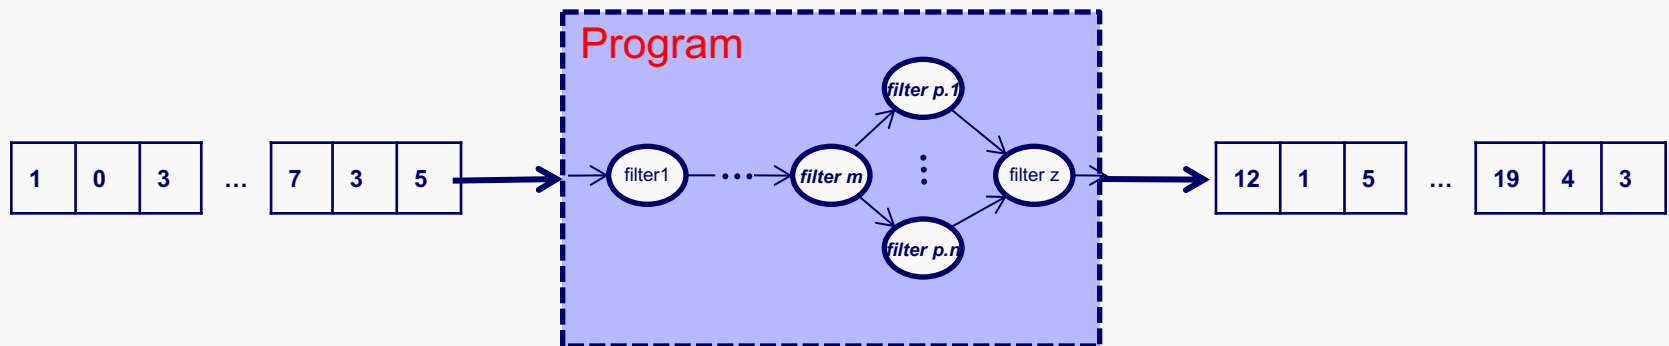 Program
filter p.1
1 0 3 ... 7 3 5
filter1 ... filter m ... filter z
12 1 5 ... 19 4 3
filter p.n